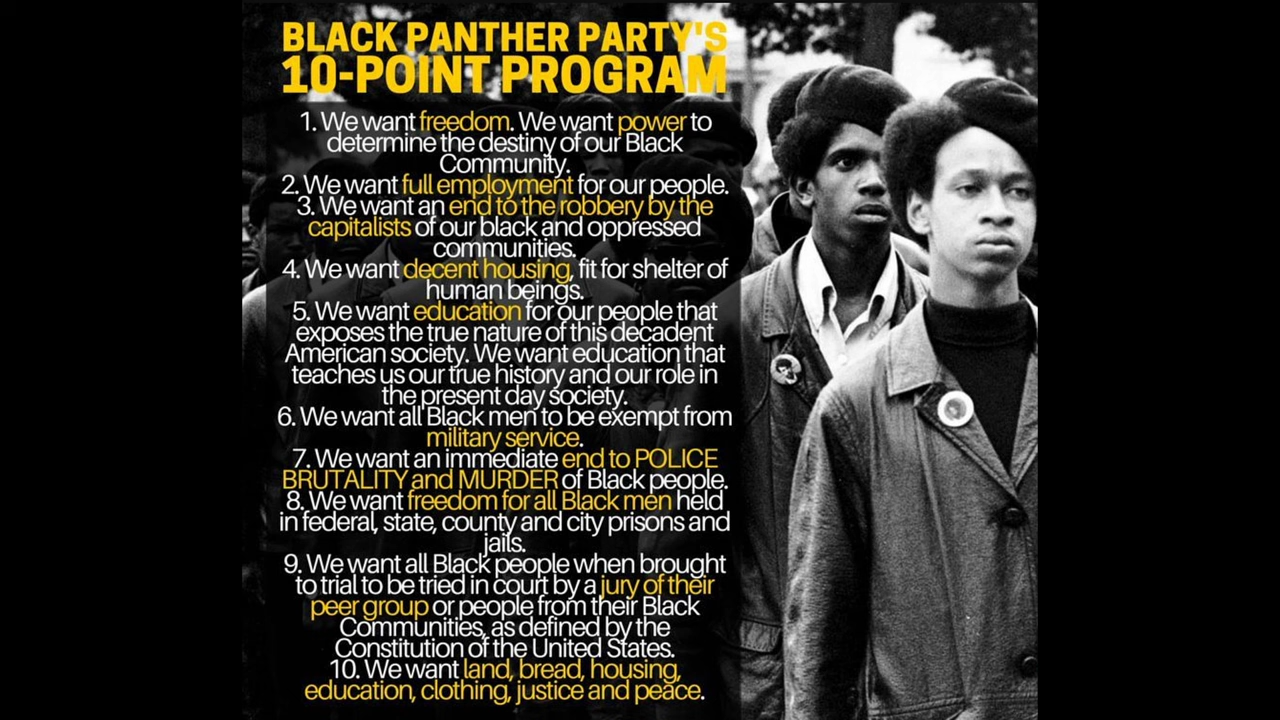 BLACK PANTHER PARTY'S
10-POINT PROGRAM
1. We want freedom. We want power to
determine the destiny of our Black
Community.
2. We want full employment for our people.
3. We want an end to the robbery by the
capitalists of our black and oppressed
communities.
4. We want decent housing, fit for shelter of
human beings.
5. We want education for our people that
exposes the true nature of this decadent
American society. We want education that
teaches us our true history and our role in
the present day society.
6. We want all Black men to be exempt from
military service.
7. We want an immediate end to POLICE
BRUTALITY and MURDER of Black people.
8. We want freedom for all Black men held
in federal, state, county and city prisons and
jails.
9. We want all Black people when brought
to trial to be tried in court by a jury of their
peer group or people from their Black
Communities, as defined by the
Constitution of the United States.
10. We want land, bread, housing,
education, clothing, justice and peace.